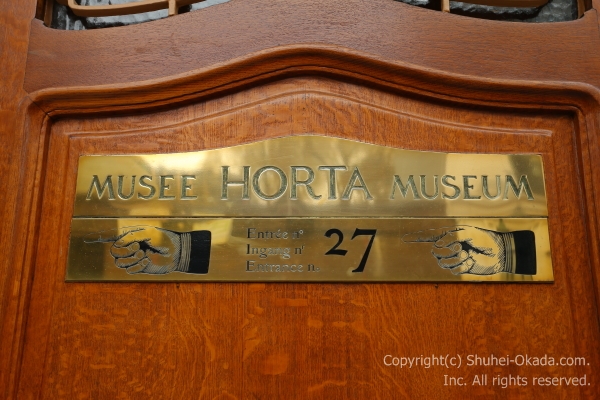 MUSEE HORTA MUSEUM
Entrée n°
Ingang n°
Entrance n.
27
Copyright(c) Shuhei-Okada.com.
Inc. All rights reserved.